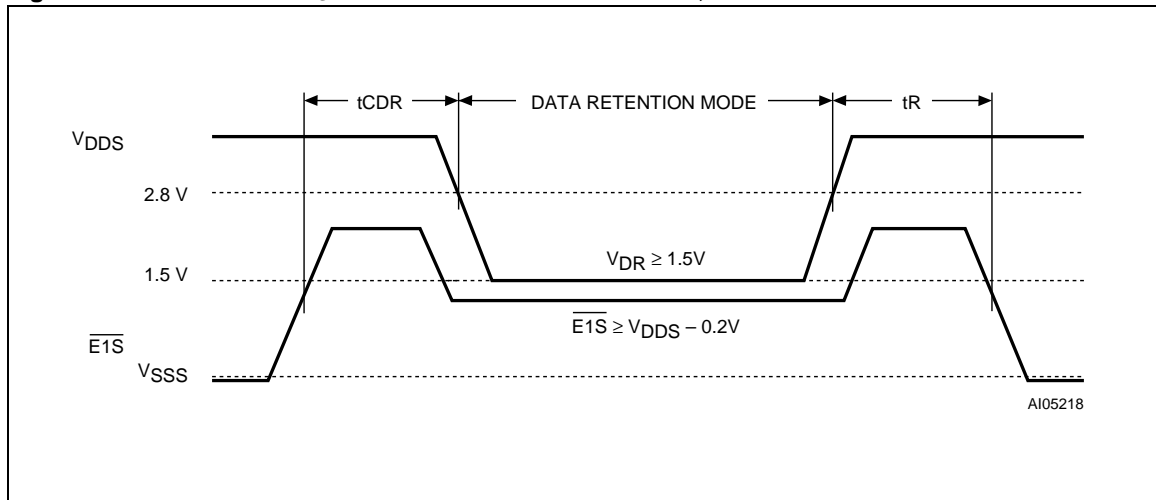 tCDR DATA RETENTION MODE tR
VDDS
2.8 V
VDR ≥ 1.5V
1.5 V
E1S ≥ VDDS – 0.2V
E1S
VSSS
AI05218